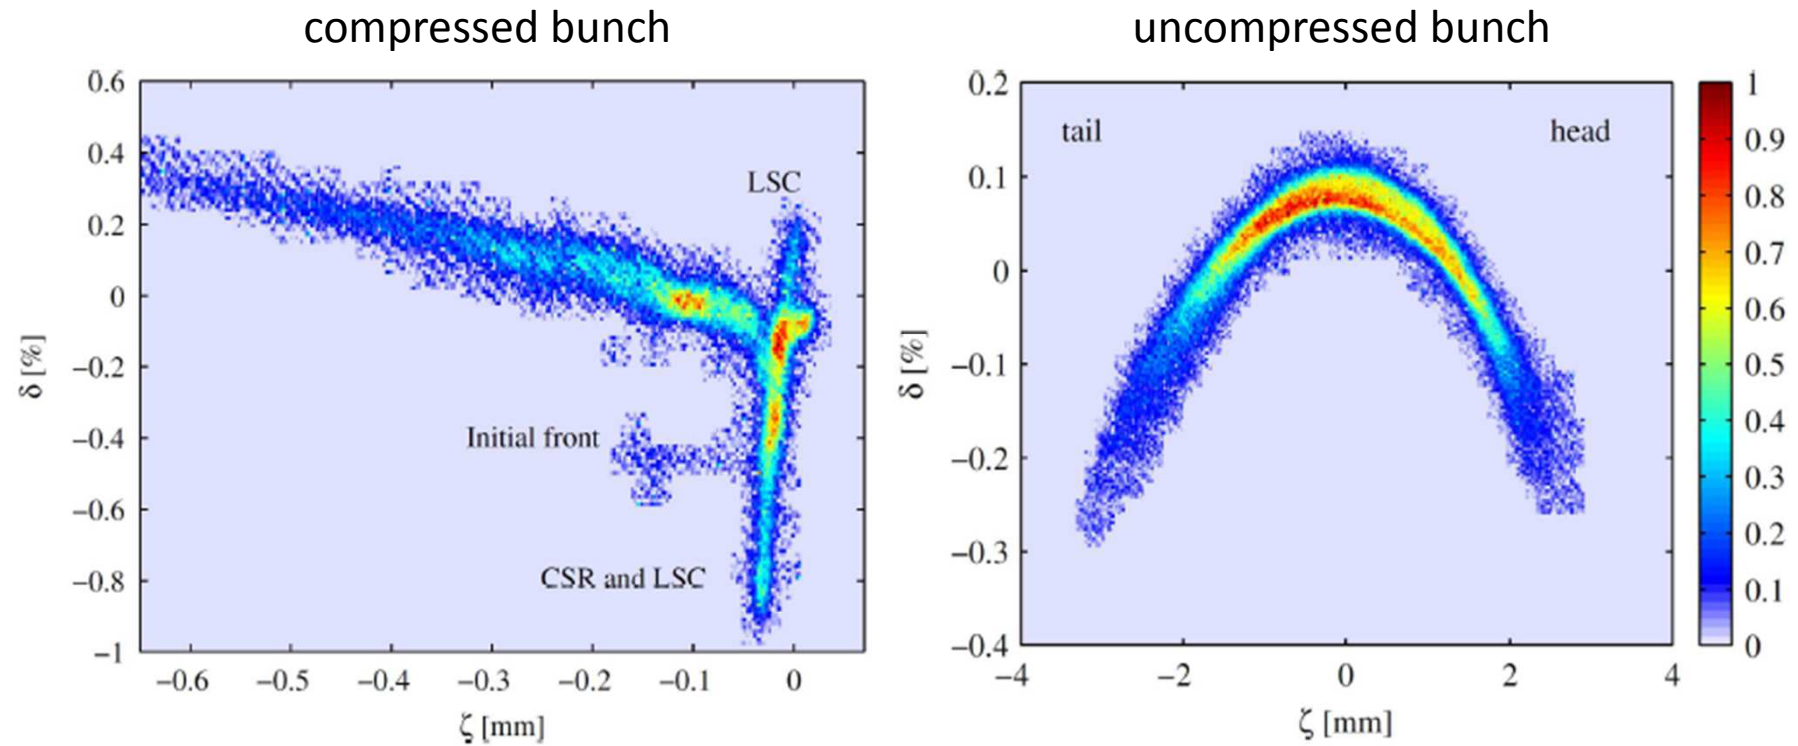 compressed bunch
uncompressed bunch
0.6
0.4
0.2
0
−0.2
−0.4
−0.6
−0.8
−1
δ [%]
LSC
Initial front
CSR and LSC
−0.6 −0.5 −0.4 −0.3 −0.2 −0.1 0
ζ [mm]
0.2
0.1
0
−0.1
−0.2
−0.3
−0.4
δ [%]
tail head
−4 −2 0 2 4
ζ [mm]
1
0.9
0.8
0.7
0.6
0.5
0.4
0.3
0.2
0.1
0